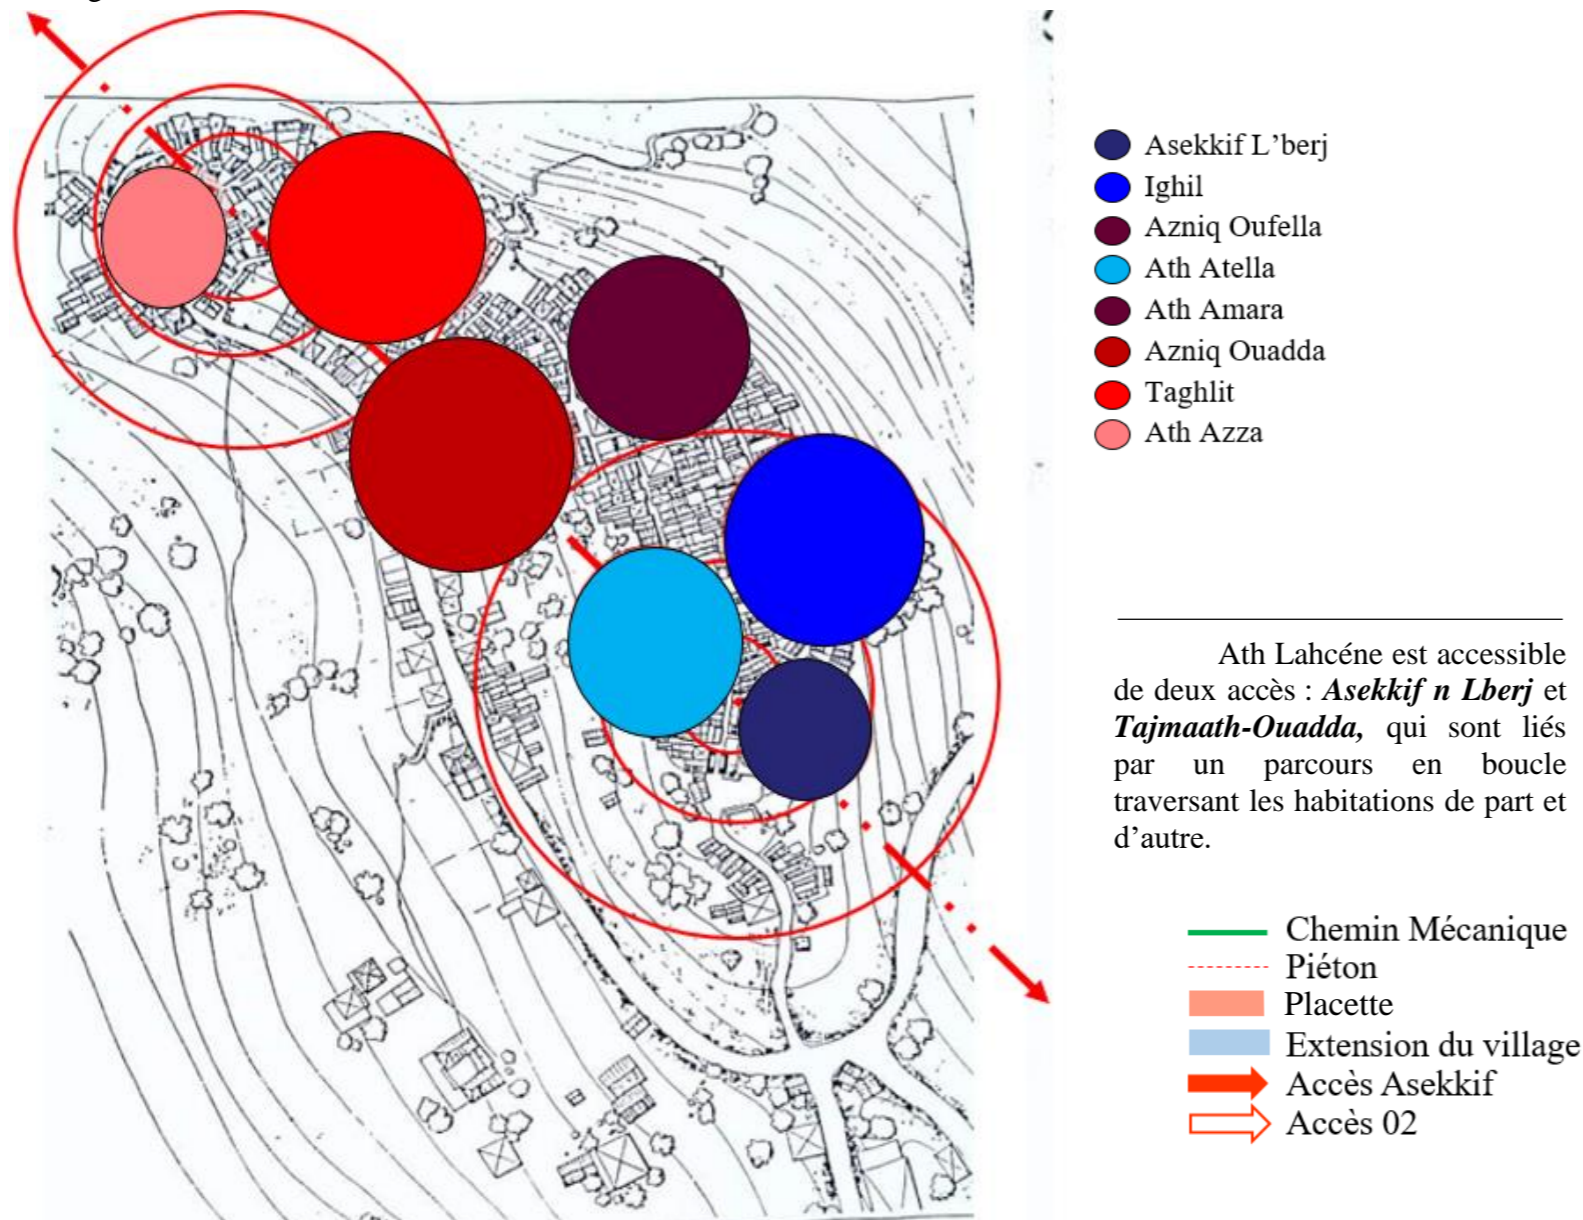 Asekkif L’berj
Ighil
Azniq Oufella
Ath Atella
Ath Amara
Azniq Ouadda
Taghlit
Ath Azza
Ath Lahcéne est accessible
de deux accès : Asekkif n Lberj et
Tajmaath-Ouadda, qui sont liés
par un parcours en boucle
traversant les habitations de part et
d’autre.
Chemin Mécanique
Piéton
Placette
Extension du village
Accès Asekkif
Accès 02